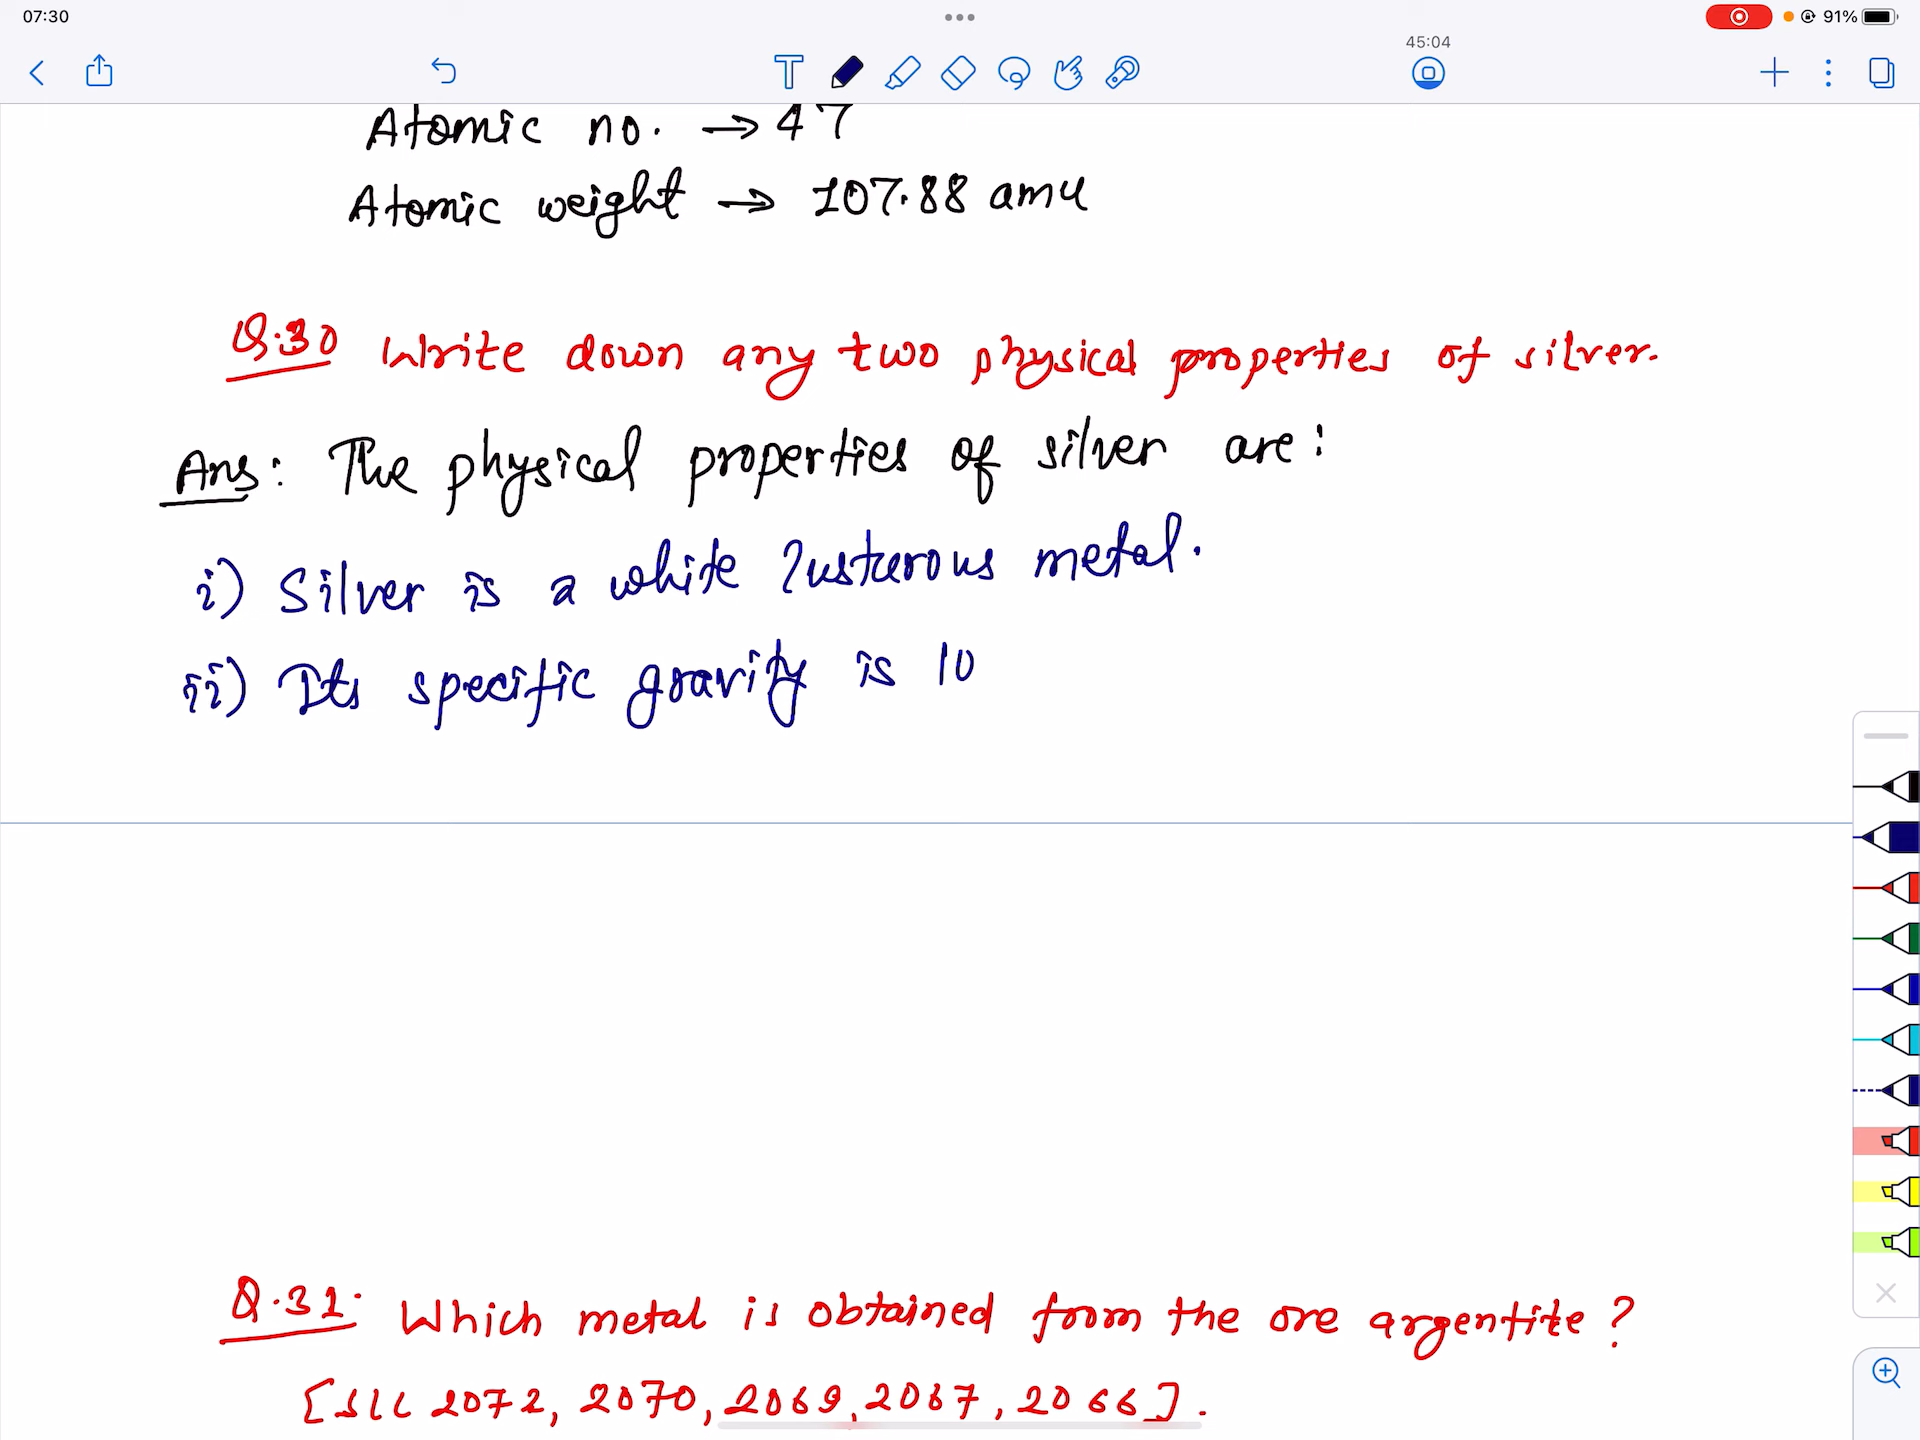 07:30
91%
45:04
T
Atomic no. → 47
Atomic weight → 107.88 amu
Q.30 Write down any two physical properties of silver.
Ans: The physical properties of silver are:
i) Silver is a white lusturous metal.
ii) Its specific gravity is 10
Q.31. Which metal is obtained from the ore argentite?
[SLC 2072, 2070, 2069, 2067, 2066].